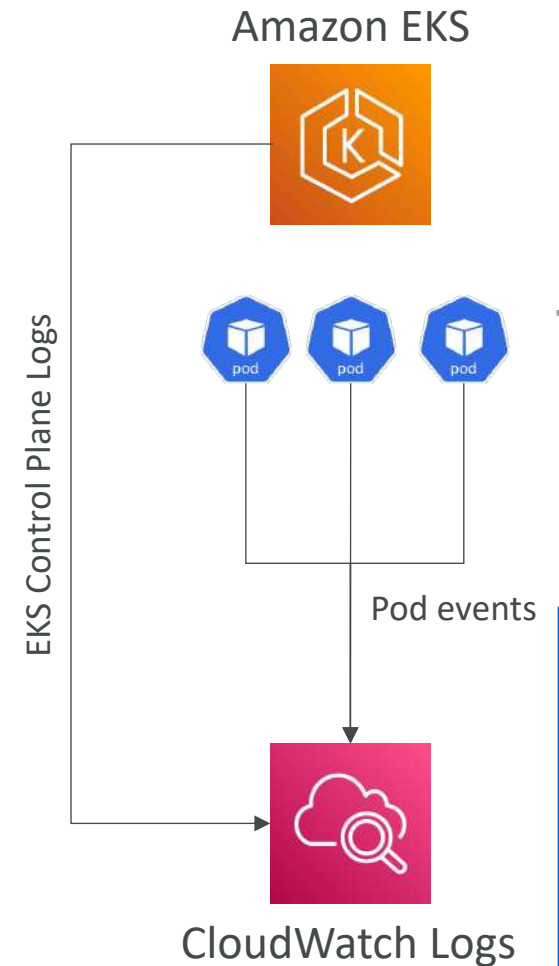 Amazon EKS
K
pod
pod
pod
EKS Control Plane Logs
Pod events
CloudWatch Logs